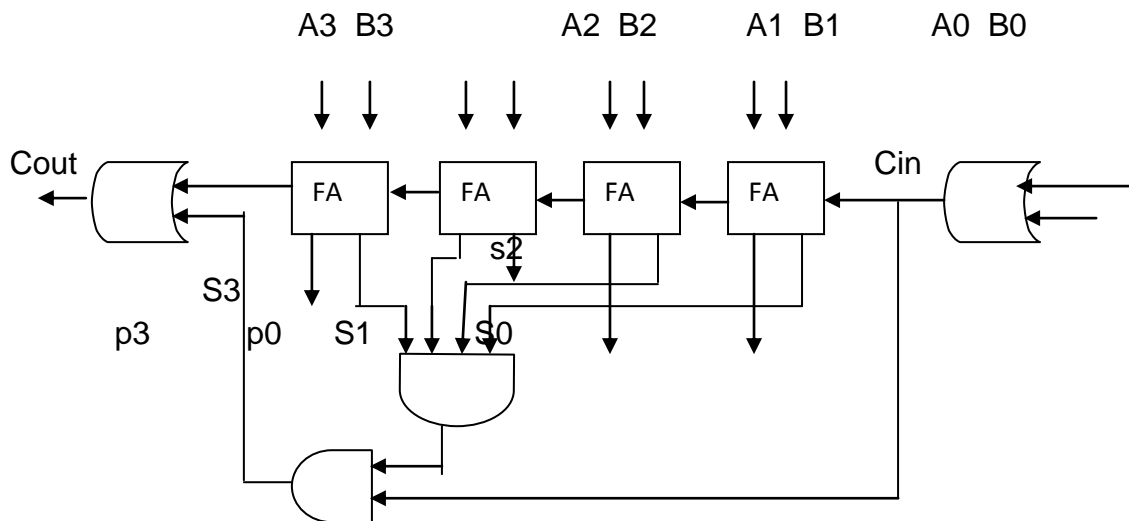 A3 B3 A2 B2 A1 B1 A0 B0
Cout FA FA FA FA Cin
s2
S3
p3 p0 S1 S0